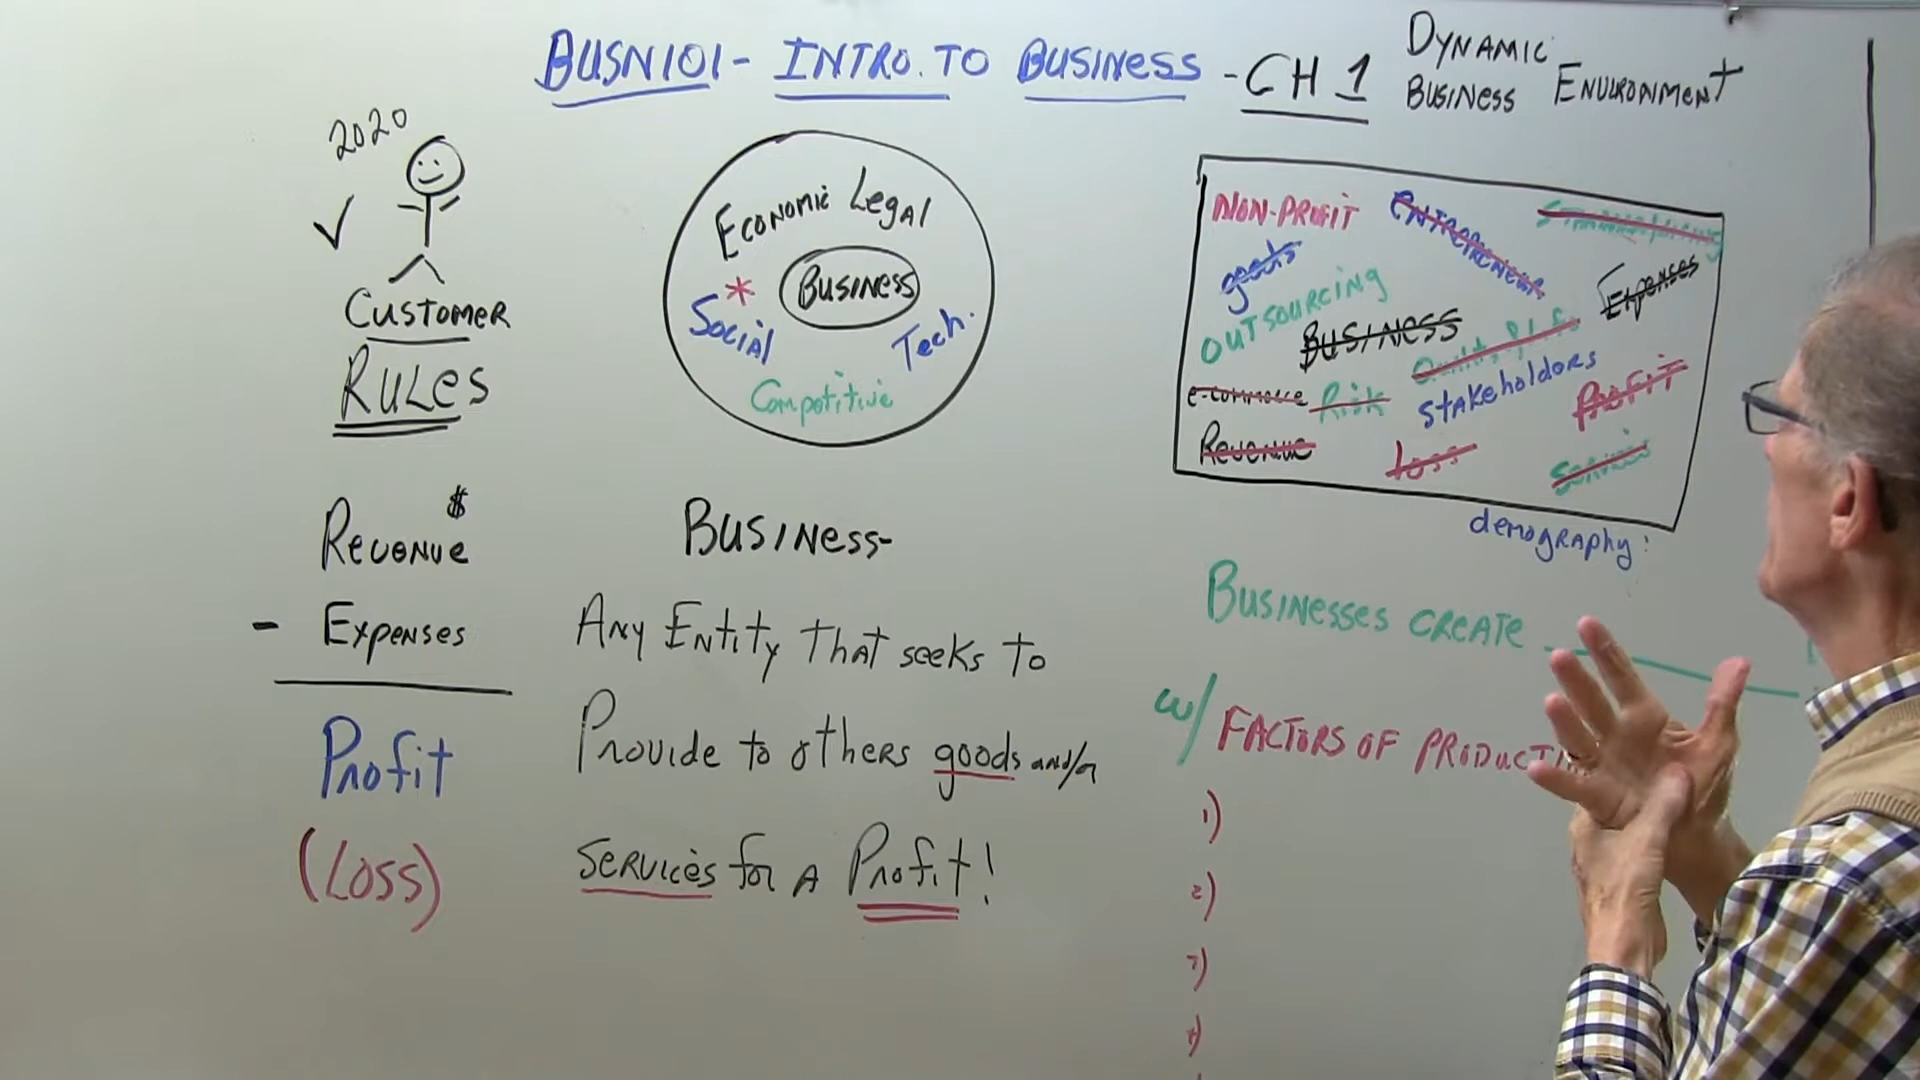 BUSN101 - INTRO. TO BUSINESS - CH 1 DYNAMIC
BUSINESS ENVIRONMENT
2020
✓
CUSTOMER
RULES
ECONOMIC LEGAL
BUSINESS
* SOCIAL
Tech.
Competitive
NON-PROFIT ENTREPRENEUR
goods
OUTSOURCING
EXPENSES
BUSINESS
e-commerce Risk stakeholders PROFIT
Revenue Loss
demography:
REVENUE $
- EXPENSES
Profit
(LOSS)
BUSINESS-
ANY ENTITY THAT SEEKS TO
PROVIDE TO OTHERS goods and/or
SERVICES for A Profit!
BUSINESSES CREATE
w/ FACTORS OF PRODUCTI
1)
2)